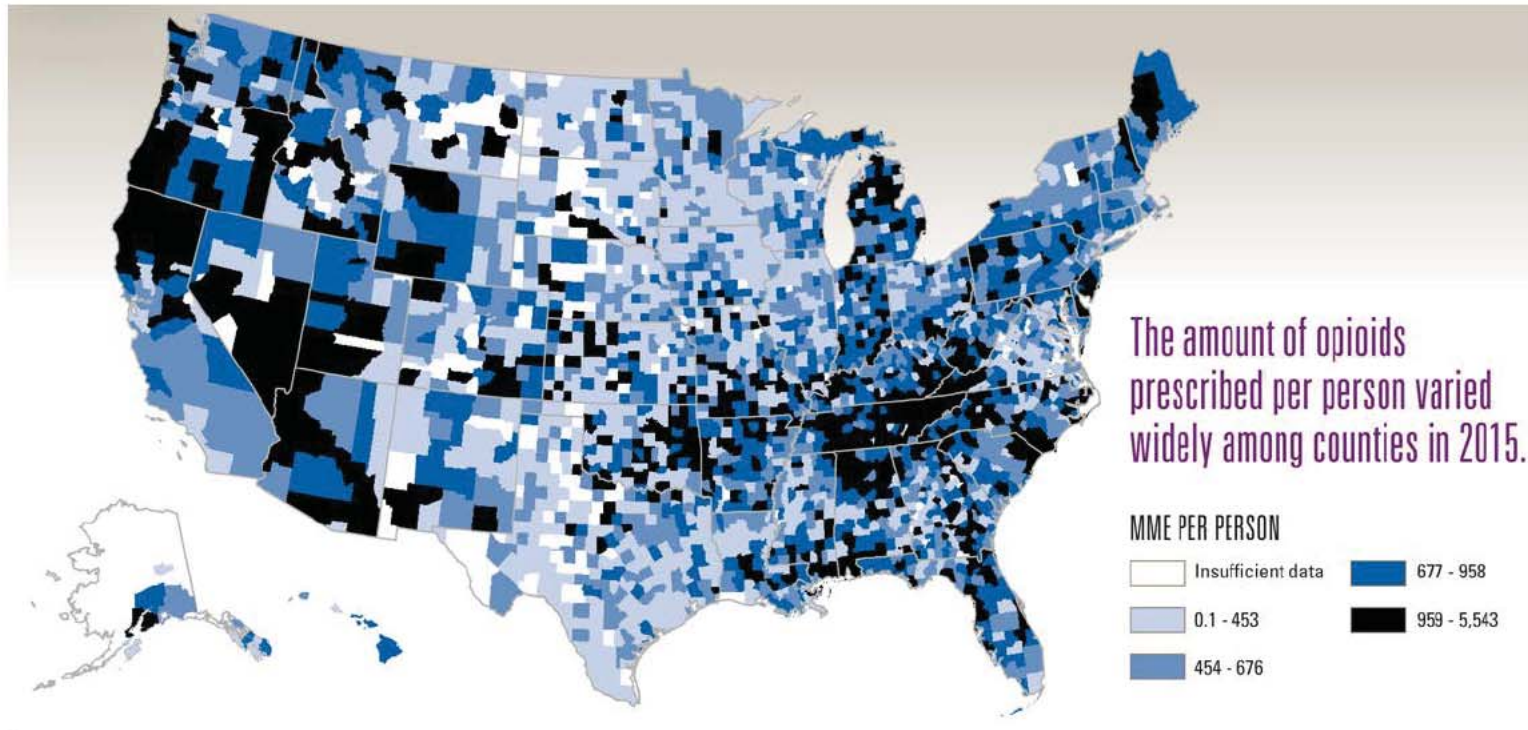 The amount of opioids
prescribed per person varied
widely among counties in 2015.
MME PER PERSON
Insufficient data
0.1 - 453
454 - 676
677 - 958
959 - 5,543